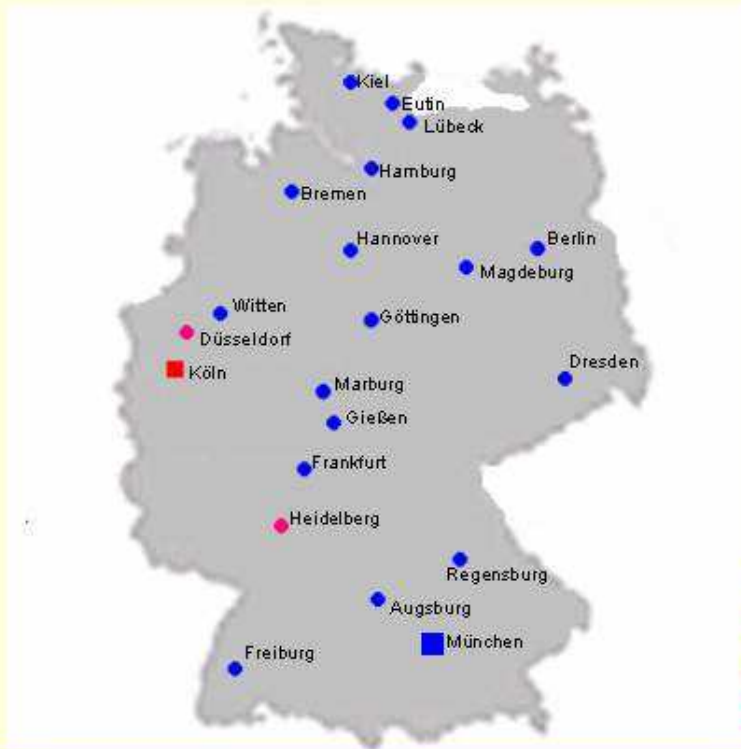 Kiel
Eutin
Lübeck
Hamburg
Bremen
Hannover
Berlin
Magdeburg
Witten
Göttingen
Düsseldorf
Dresden
Köln
Marburg
Gießen
Frankfurt
Heidelberg
Regensburg
Augsburg
München
Freiburg